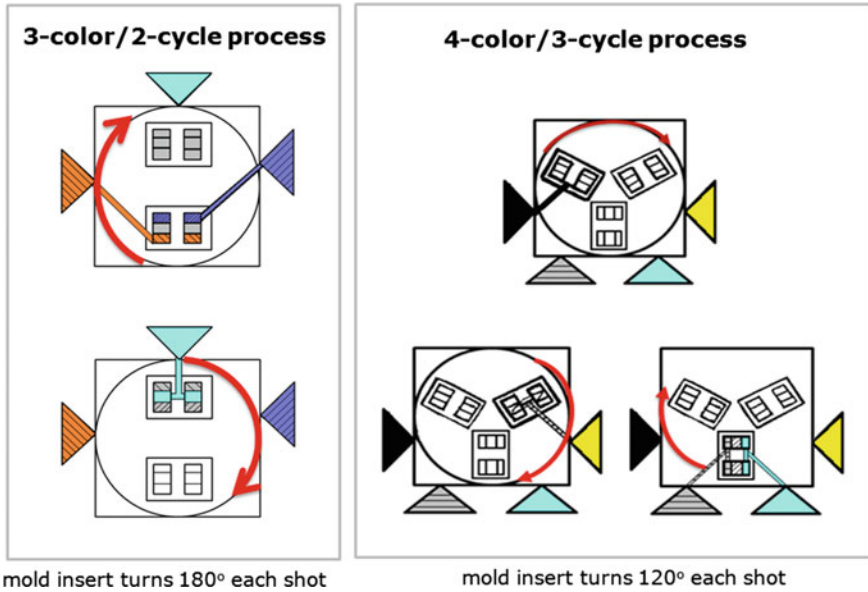 3-color/2-cycle process
4-color/3-cycle process
mold insert turns 180° each shot
mold insert turns 120° each shot